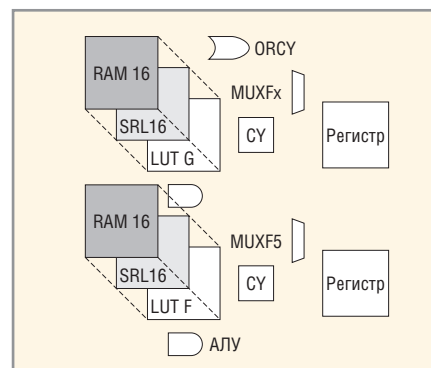 ORCY
RAM 16
MUXFx
SRL16
CY
Регистр
LUT G
RAM 16
MUXF5
SRL16
CY
Регистр
LUT F
АЛУ